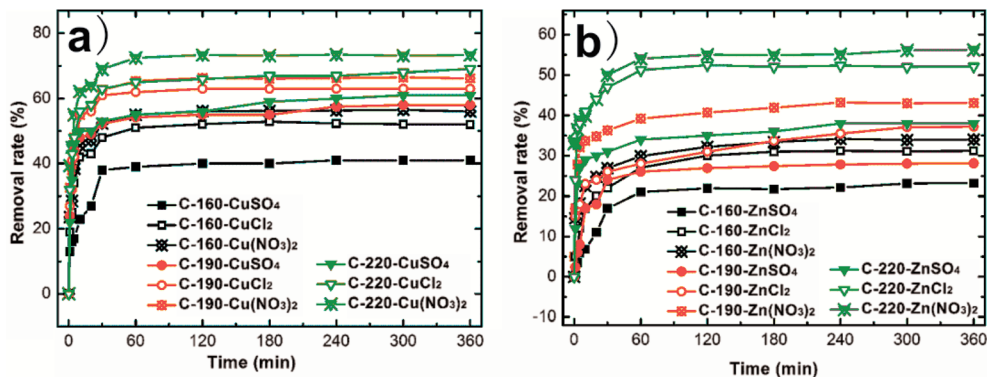 a)
Removal rate (%)
80
60
40
20
0
C-160-CuSO₄
C-160-CuCl₂
C-160-Cu(NO₃)₂
C-190-CuSO₄
C-190-CuCl₂
C-190-Cu(NO₃)₂
C-220-CuSO₄
C-220-CuCl₂
C-220-Cu(NO₃)₂
0 60 120 180 240 300 360
Time (min)
b)
Removal rate (%)
60
50
40
30
20
10
0
-10
C-160-ZnSO₄
C-160-ZnCl₂
C-160-Zn(NO₃)₂
C-190-ZnSO₄
C-190-ZnCl₂
C-190-Zn(NO₃)₂
C-220-ZnSO₄
C-220-ZnCl₂
C-220-Zn(NO₃)₂
0 60 120 180 240 300 360
Time (min)